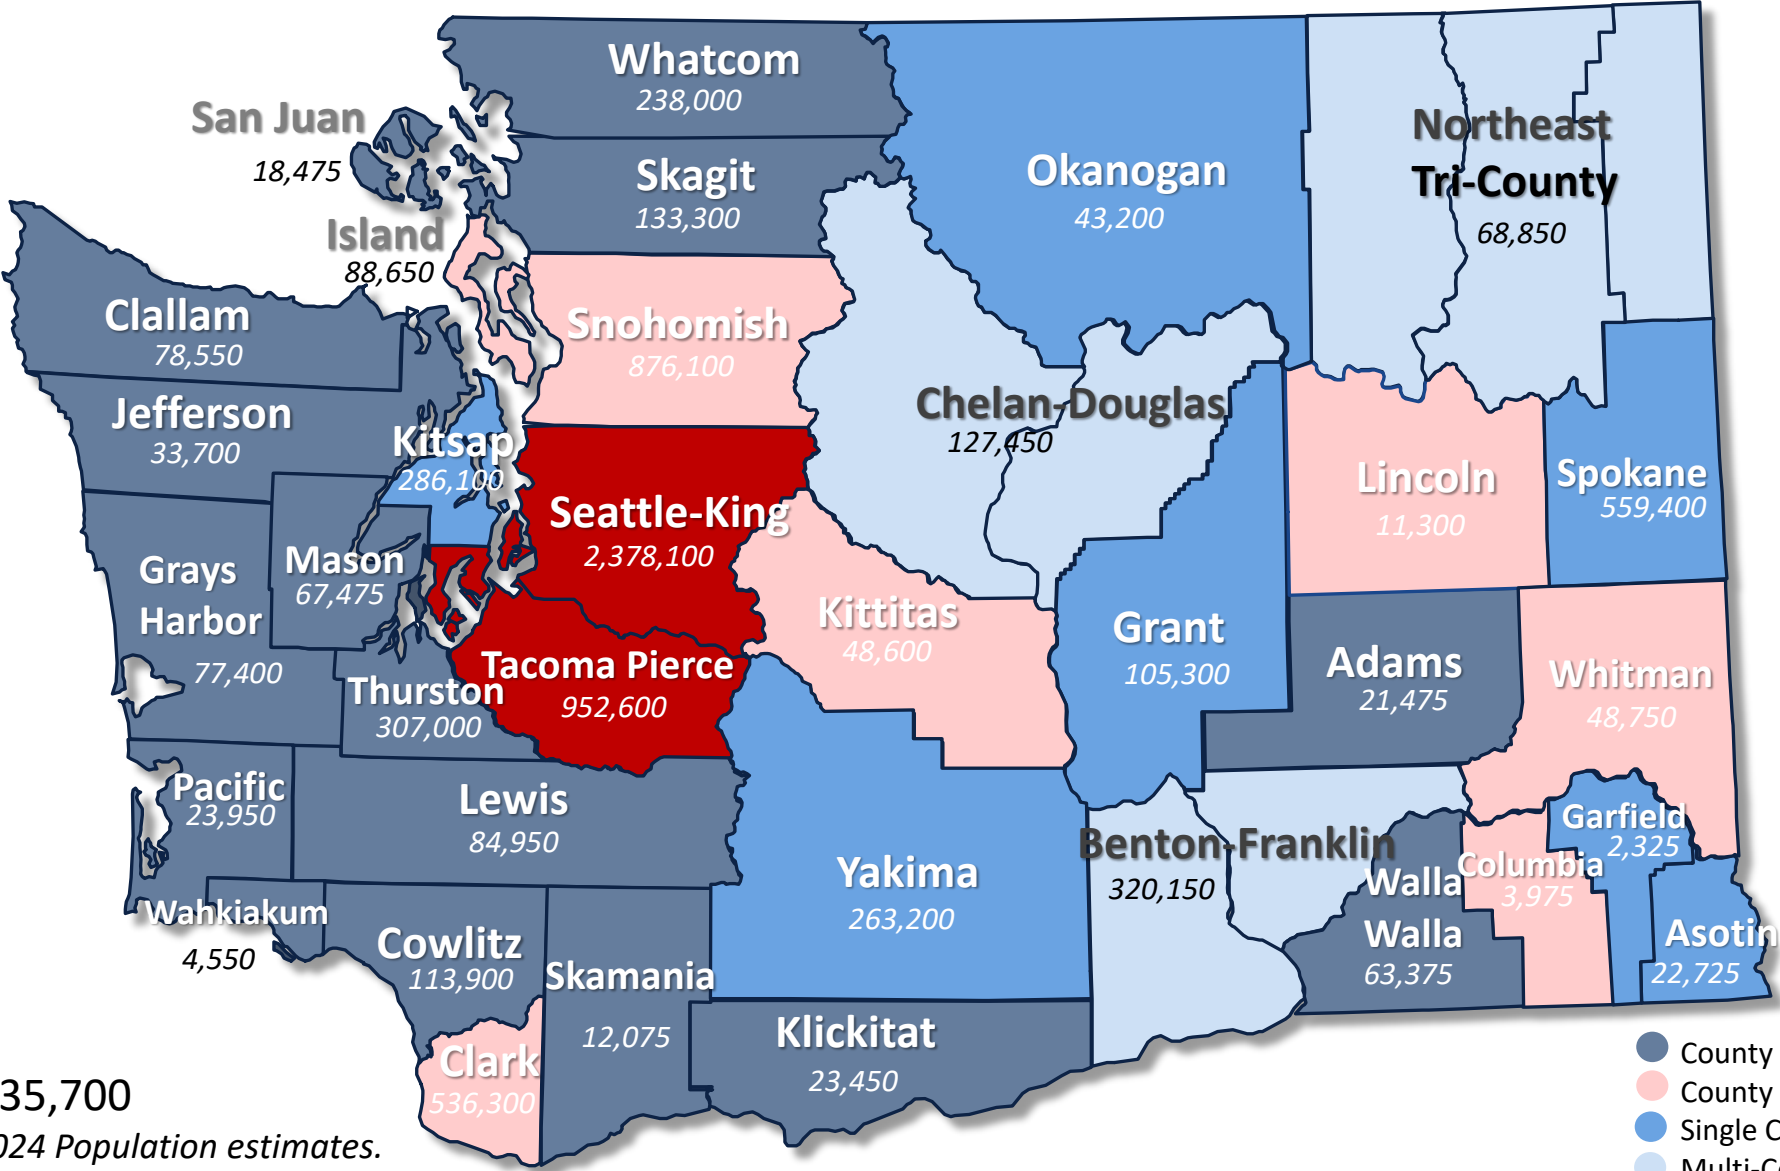 Whatcom
238,000
San Juan
18,475
Skagit
133,300
Island
88,650
Okanogan
43,200
Northeast
Tri-County
68,850
Clallam
78,550
Snohomish
876,100
Jefferson
33,700
Kitsap
286,100
Chelan-Douglas
127,450
Lincoln
11,300
Spokane
559,400
Seattle-King
2,378,100
Grays
Harbor
77,400
Mason
67,475
Kittitas
48,600
Grant
105,300
Adams
21,475
Whitman
48,750
Thurston
307,000
Tacoma Pierce
952,600
Pacific
23,950
Lewis
84,950
Yakima
263,200
Benton-Franklin
320,150
Walla
Walla
63,375
Columbia
3,975
Garfield
2,325
Asotin
22,725
Wahkiakum
4,550
Cowlitz
113,900
Skamania
12,075
Klickitat
23,450
Clark
536,300
35,700
024 Population estimates.
County
County
Single C
Multi-C